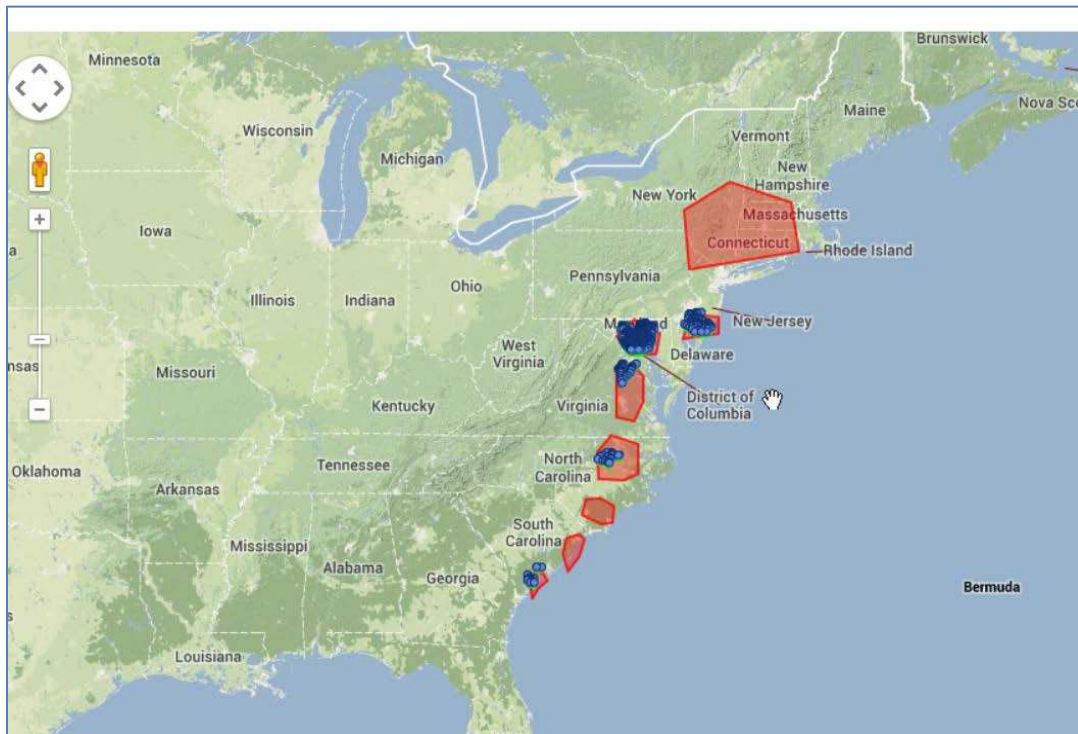 Brunswick
Minnesota
Nova Sco
Maine
Wisconsin
Vermont
Michigan
New
Hampshire
New York
Massachusetts
Iowa
Connecticut
Rhode Island
Pennsylvania
Ohio
Illinois
Indiana
New Jersey
Delaware
West
Virginia
nsas
Missouri
District of
Columbia
Kentucky
Virginia
North
Carolina
Tennessee
Oklahoma
Arkansas
South
Carolina
Mississippi
Alabama
Georgia
Bermuda
Louisiana